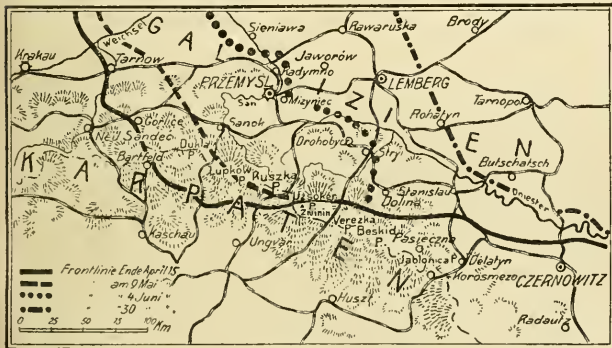 G A L I Z I E N
K A R P A T E N
Sieniawa
Rawaruska
Brody
Weichsel
Krakau
Tarnow
Jaworów
Radymno
PRZEMYSL
LEMBERG
San
Mizyniec
Tarnopol
Rohatyn
Gorlice
Neu Sandec
Sanok
Drohobycz
Stryj
Butschatsch
Bartfeld
Dukla
P.
Lupkow
P.
Ruszka
P.
Uzsoker
P.
Zwinin
Stanislau
Dolina
Dniester
Verezka
P.
Beskid
P.
Pasieczna
Kaschau
Ungvar
Jablonica P.
Delatyn
Körösmezö
CZERNOWITZ
Huszt
Radautz
Frontlinie Ende April 15
am 9 Mai "
" 4 Juni "
" 30 " "
0 25 50 75 100
Km